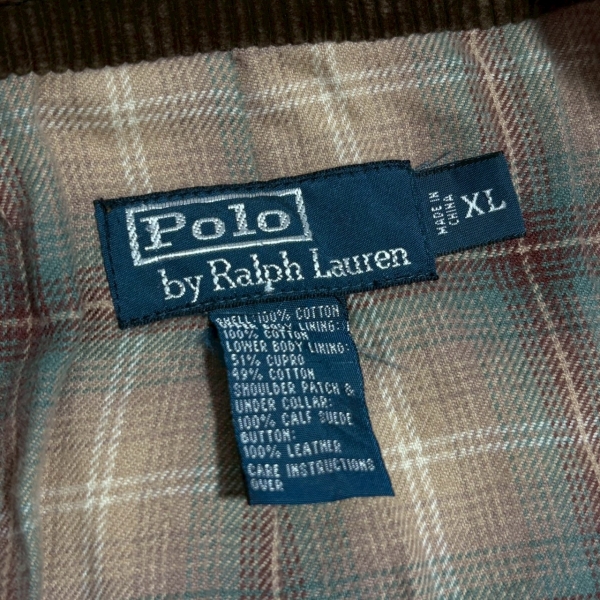 Polo
by Ralph Lauren
MADE IN
CHINA
XL
SHELL:100% COTTON
BODY LINING:
100% COTTON
LOWER BODY LINING:
51% CUPRO
49% COTTON
SHOULDER PATCH &
UNDER COLLAR:
100% CALF SUEDE
BUTTON:
100% LEATHER
CARE INSTRUCTIONS
OVER